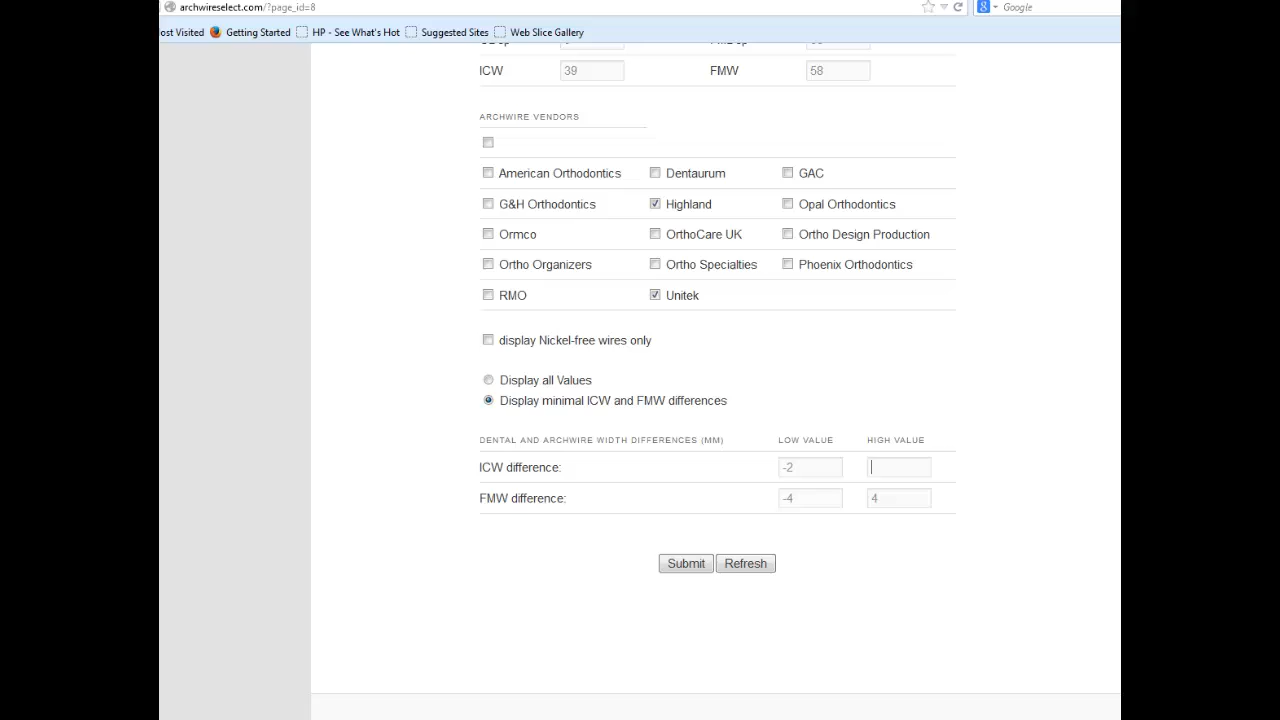 archwireselect.com/?page_id=8
Google
ost Visited Getting Started HP - See What's Hot Suggested Sites Web Slice Gallery
ICW 39 FMW 58
ARCHWIRE VENDORS
American Orthodontics Dentaurum GAC
G&H Orthodontics Highland Opal Orthodontics
Ormco OrthoCare UK Ortho Design Production
Ortho Organizers Ortho Specialties Phoenix Orthodontics
RMO Unitek
display Nickel-free wires only
Display all Values
Display minimal ICW and FMW differences
DENTAL AND ARCHWIRE WIDTH DIFFERENCES (MM) LOW VALUE HIGH VALUE
ICW difference: -2
FMW difference: -4 4
Submit Refresh